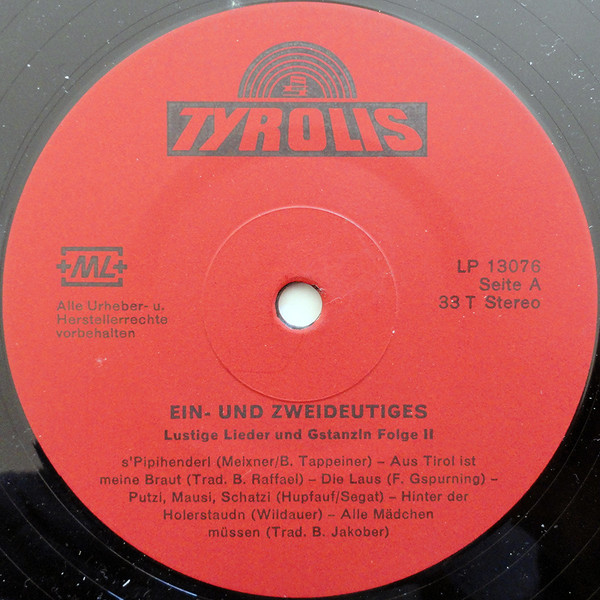 TYROLIS
ML
Alle Urheber- u.
Herstellerrechte
vorbehalten
LP 13076
Seite A
33 T Stereo
EIN- UND ZWEIDEUTIGES
Lustige Lieder und Gstanzln Folge II
s'Pipihenderl (Meixner/B. Tappeiner) – Aus Tirol ist
meine Braut (Trad. B. Raffael) – Die Laus (F. Gspurning) –
Putzi, Mausi, Schatzi (Hupfauf/Segat) – Hinter der
Holerstaudn (Wildauer) – Alle Mädchen
müssen (Trad. B. Jakober)